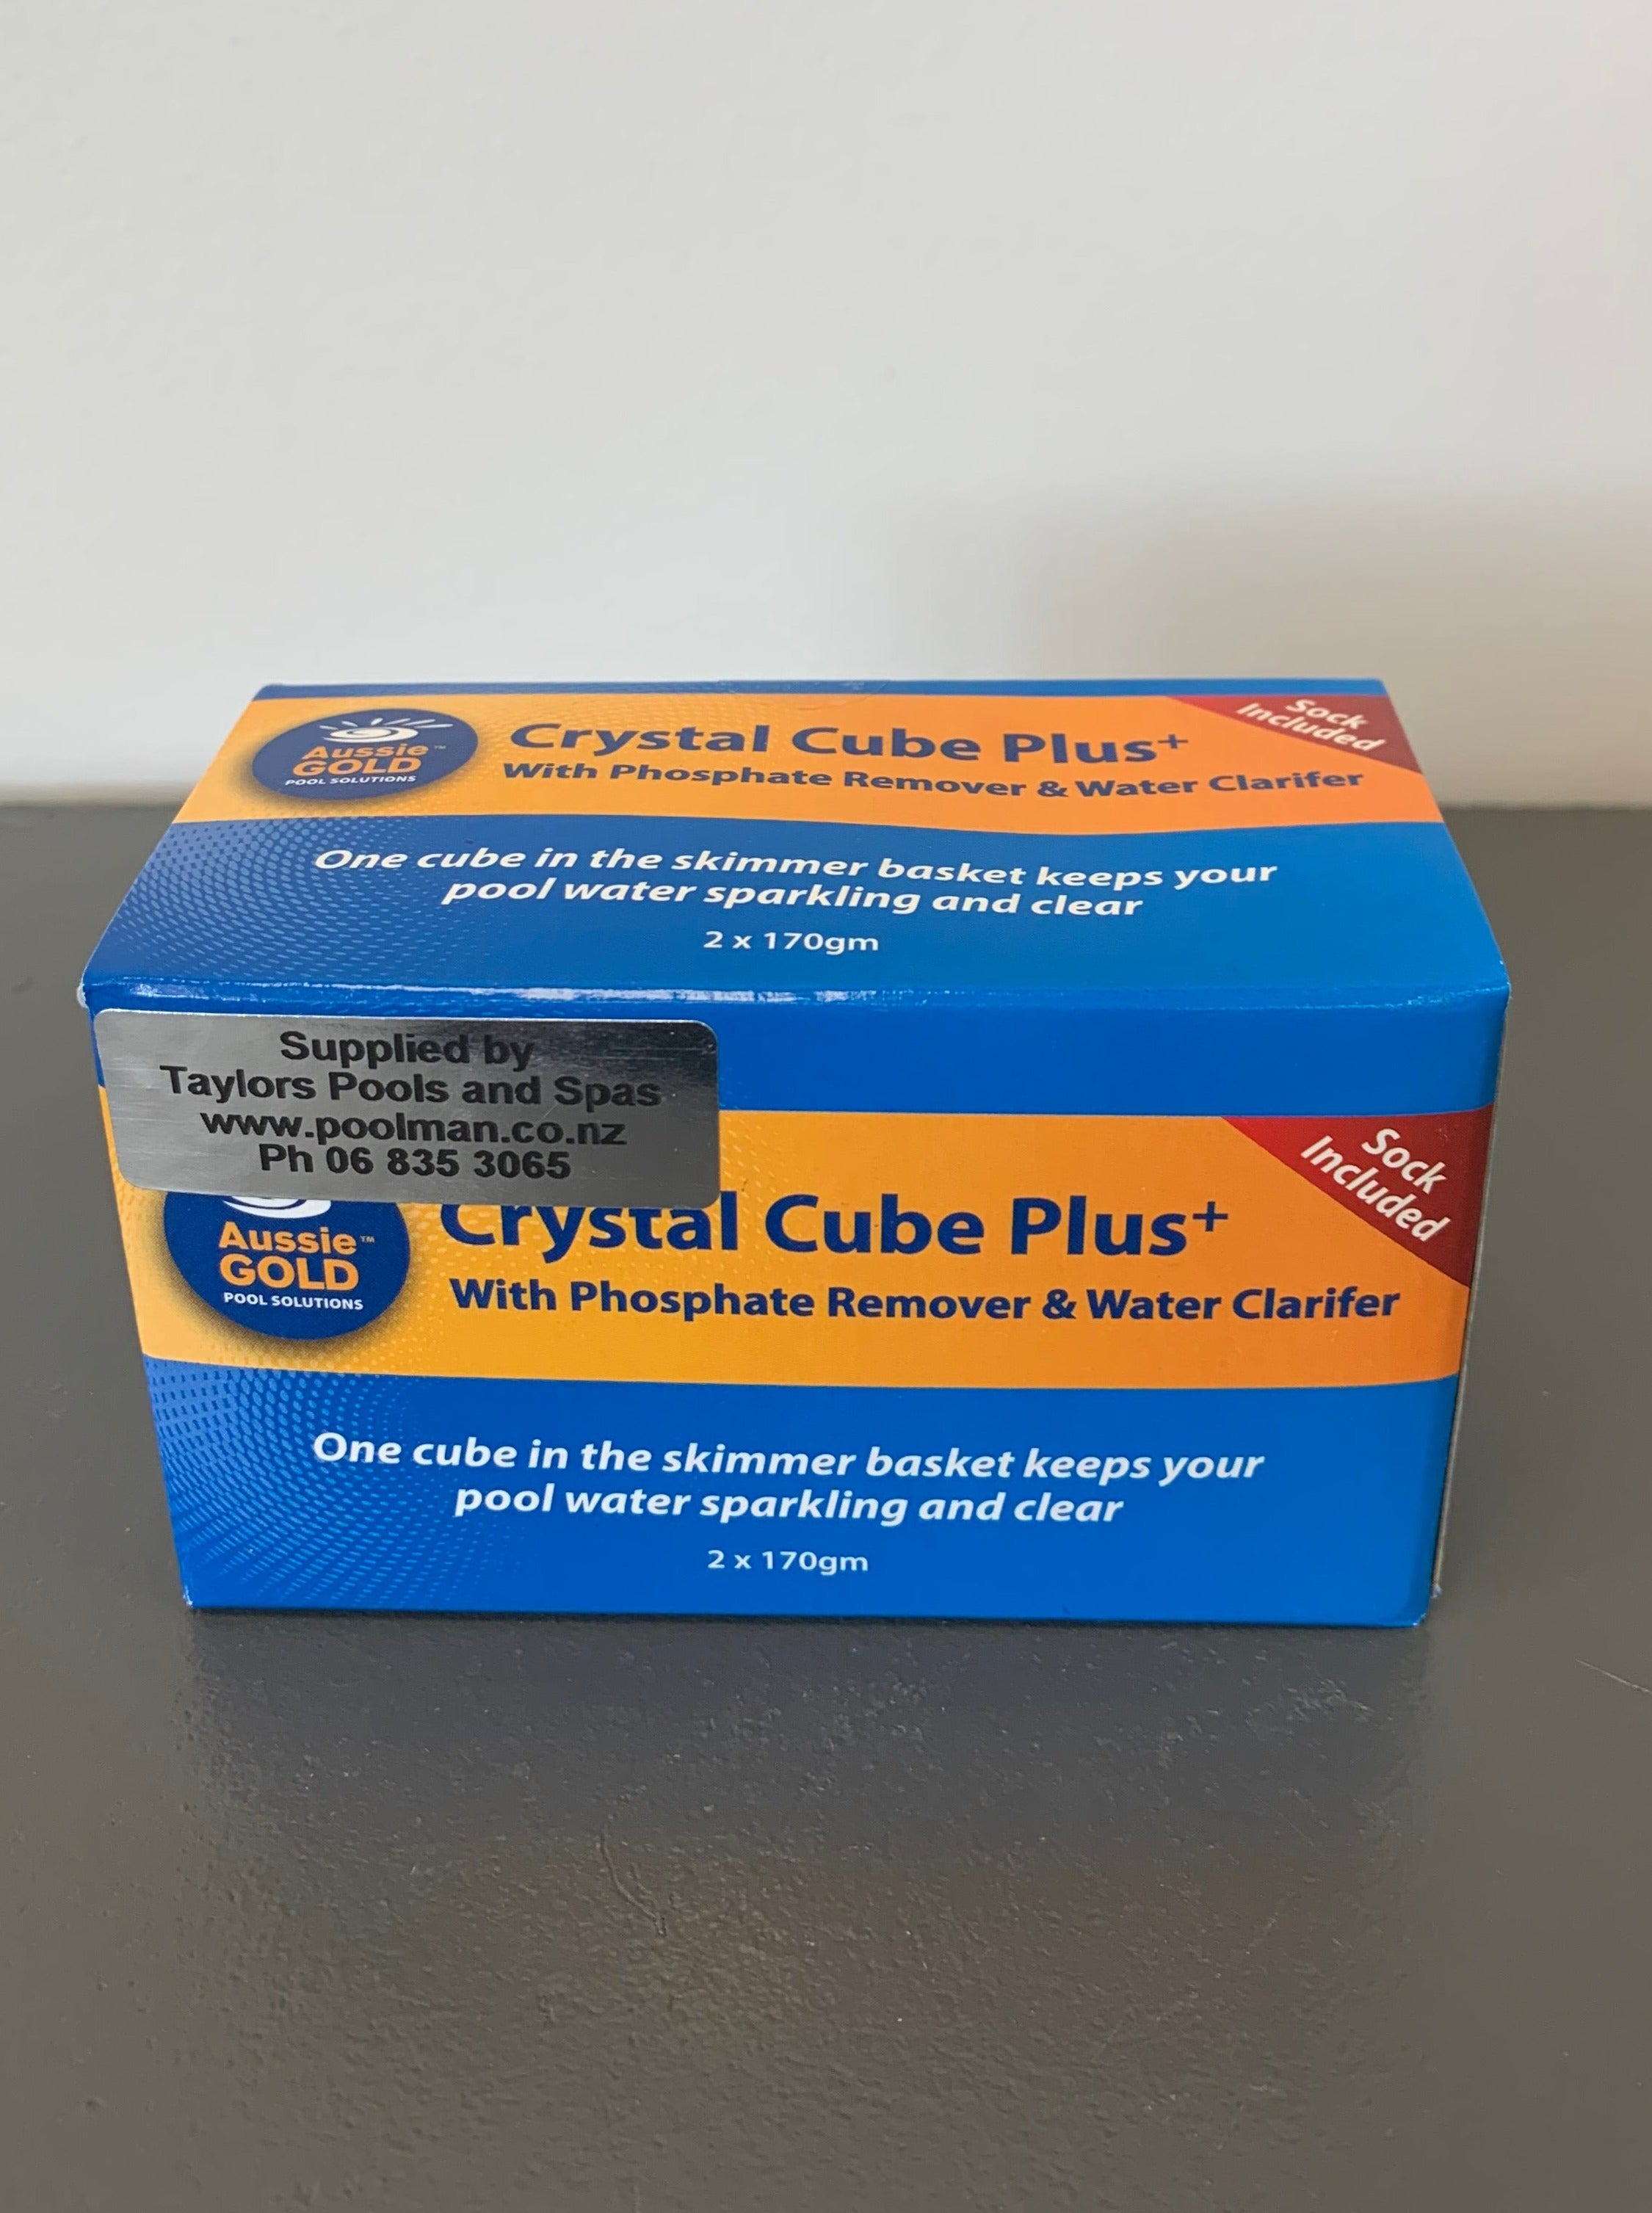 Aussie™
GOLD
POOL SOLUTIONS
Crystal Cube Plus+
With Phosphate Remover & Water Clarifer
Sock
Included
One cube in the skimmer basket keeps your
pool water sparkling and clear
2 x 170gm
Supplied by
Taylors Pools and Spas
www.poolman.co.nz
Ph 06 835 3065
Aussie™
GOLD
POOL SOLUTIONS
Crystal Cube Plus+
With Phosphate Remover & Water Clarifer
Sock
Included
One cube in the skimmer basket keeps your
pool water sparkling and clear
2 x 170gm